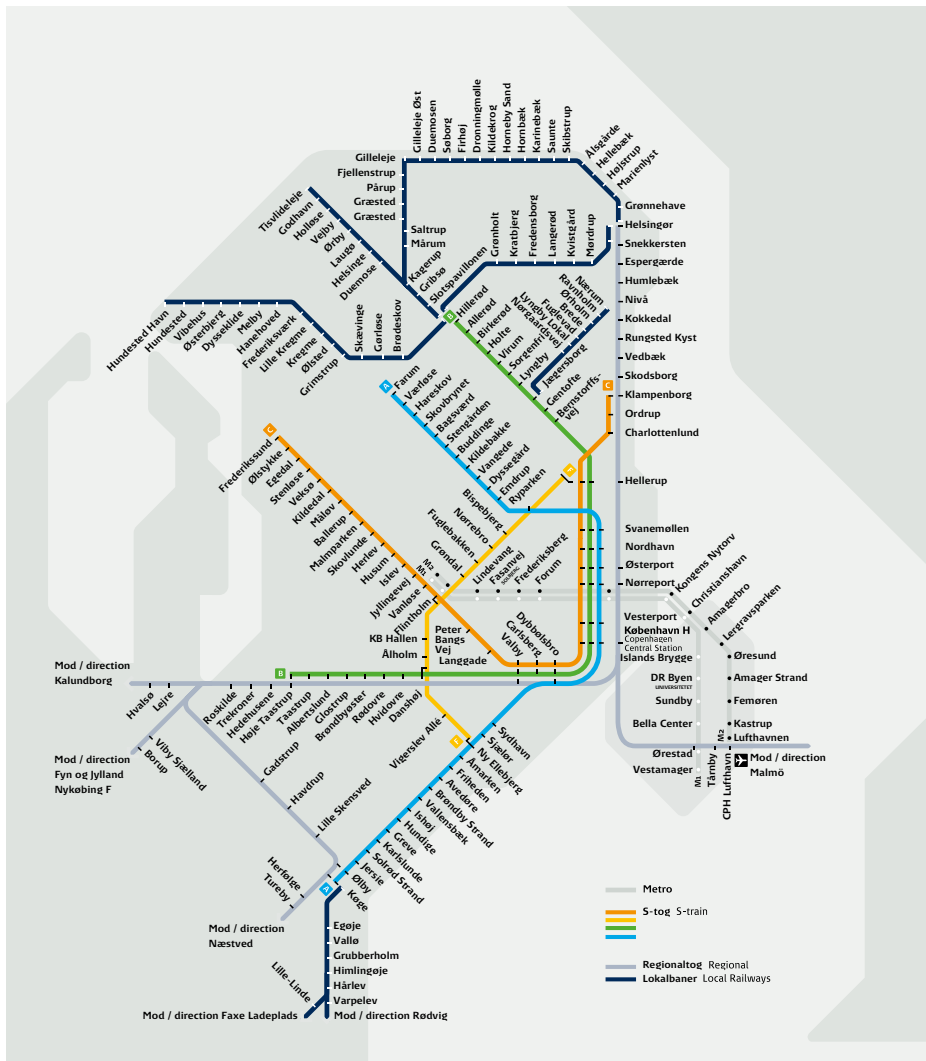 Gilleleje Øst
Duemosen
Søborg
Firhøj
Dronningmølle
Kildekrog
Horneby Sand
Hornbæk
Karinebæk
Saunte
Skibstrup
Ålsgårde
Hellebæk
Højstrup
Marienlyst
Gilleleje
Fjellenstrup
Pårup
Græsted
Græsted
Saltrup
Mårum
Kagerup
Gribsø
Slotspavillonen
Tisvlideleje
Godhavn
Holløse
Vejby
Ørby
Laugø
Helsinge
Duemose
Grønholt
Kratbjerg
Fredensborg
Langerød
Kvistgård
Mørdrup
Grønnehave
Helsingør
Snekkersten
Espergærde
Humlebæk
Nivå
Kokkedal
Rungsted Kyst
Vedbæk
Skodsborg
Klampenborg
Ordrup
Charlottenlund
Hellerup
Svanemøllen
Nordhavn
Østerport
Nørreport
Vesterport
København H
Copenhagen
Central Station
Hundested Havn
Hundested
Vibehus
Østerbjerg
Dysseklide
Melby
Hanehoved
Frederiksværk
Lille Kregme
Kregme
Ølsted
Grimstrup
Skævinge
Gørløse
Brødeskov
B
Hillerød
Allerød
Birkerød
Holte
Virum
Sorgenfri
Lyngby
Jægersborg
Gentofte
Bernstorffs-
vej
Nærum
Ravnholm
Ørholm
Brede
Fuglevad
Lyngby Lokal
Nørgaardsvej
C
A
Farum
Værløse
Hareskov
Skovbrynet
Bagsværd
Stengården
Buddinge
Kildebakke
Vangede
Dyssegård
Emdrup
Ryparken
C
Frederikssund
Ølstykke
Egedal
Stenløse
Veksø
Kildedal
Måløv
Ballerup
Malmparken
Skovlunde
Herlev
Husum
Islev
Jyllingevej
Vanløse
Flintholm
KB Hallen
Ålholm
Peter
Bangs
Vej
Langgade
Valby
Carlsberg
Dybbølsbro
Bispebjerg
Nørrebro
Fuglebakken
Grøndal
M2
M1
Lindevang
Fasanvej
Frederiksberg
Forum
Kongens Nytorv
Christianshavn
Amagerbro
Lergravsparken
Øresund
Amager Strand
Femøren
Kastrup
Lufthavnen
M2
Islands Brygge
DR Byen
UNIVERSITETET
Sundby
Bella Center
Ørestad
Vestamager
M1
Tårnby
CPH Lufthavn
Mod / direction
Malmö
Mod / direction
Kalundborg
B
Hvalsø
Lejre
Roskilde
Trekroner
Hedehusene
Høje Taastrup
Taastrup
Albertslund
Glostrup
Brøndbyøster
Rødovre
Hvidovre
Danshøj
Mod / direction
Fyn og Jylland
Nykøbing F
Viby Sjælland
Borup
Gadstrup
Havdrup
Lille Skensved
Herfølge
Tureby
Vigerslev Allé
Sydhavn
Sjælør
Ny Ellebjerg
Åmarken
Friheden
Avedøre
Brøndby Strand
Vallensbæk
Ishøj
Hundige
Greve
Karlslunde
Solrød Strand
Jersie
Ølby
Køge
A
Mod / direction
Næstved
Egøje
Vallø
Grubberholm
Himlingøje
Hårlev
Varpelev
Lille-Linde
Mod / direction Faxe Ladeplads
Mod / direction Rødvig
Metro
S-tog S-train
Regionaltog Regional
Lokalbaner Local Railways